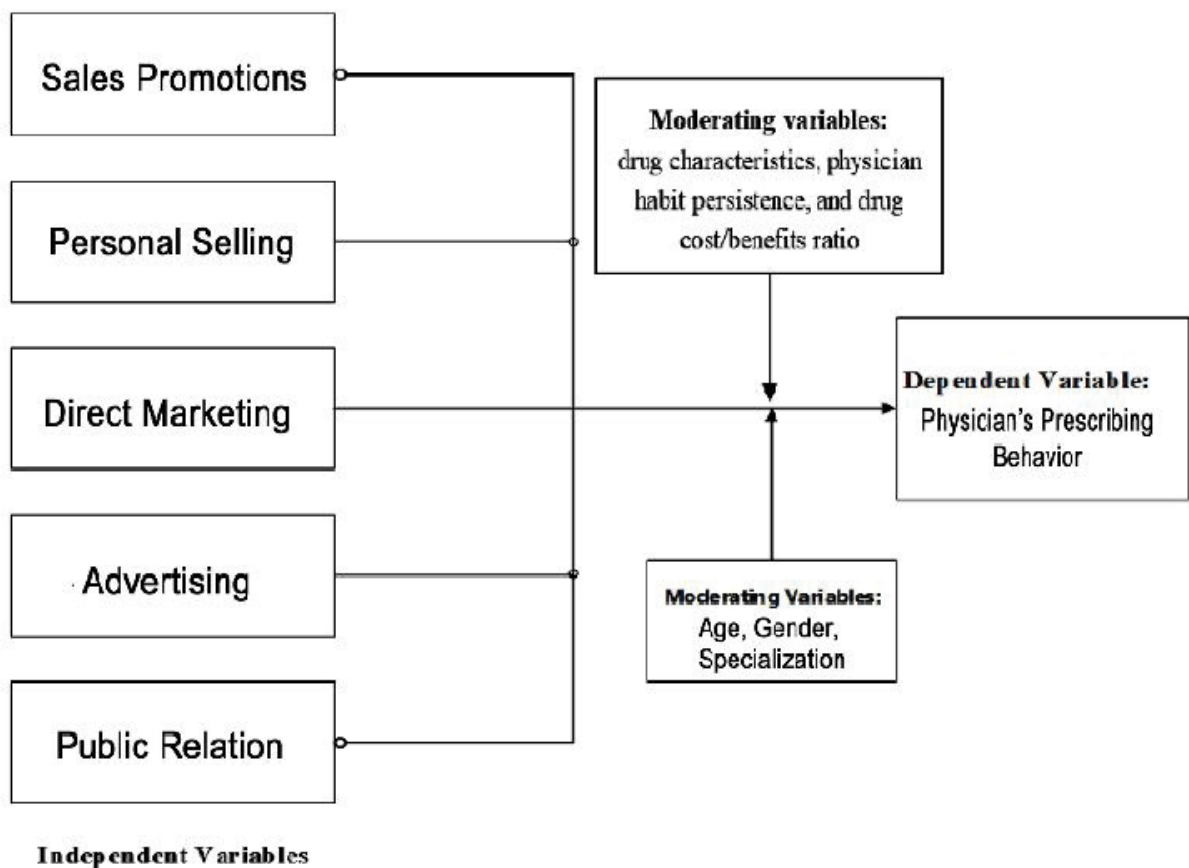 Sales Promotions
Personal Selling
Direct Marketing
Advertising
Public Relation
Independent Variables
Moderating variables:
drug characteristics, physician
habit persistence, and drug
cost/benefits ratio
Moderating Variables:
Age, Gender,
Specialization
Dependent Variable:
Physician's Prescribing
Behavior